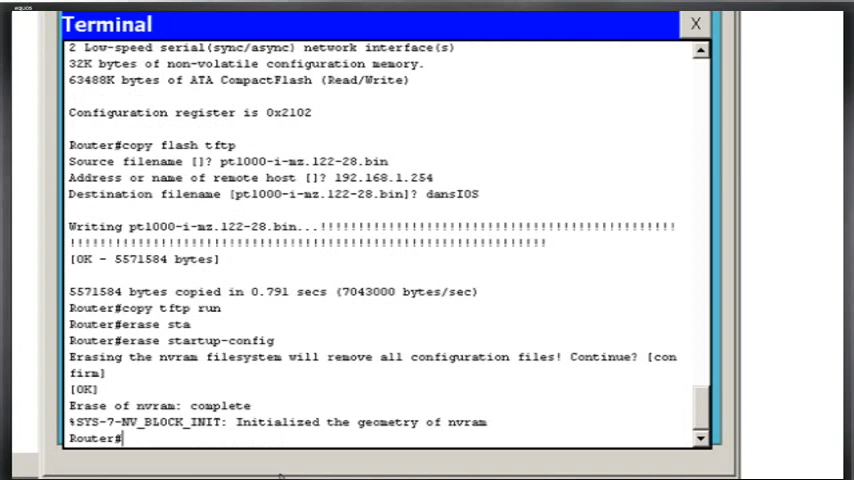 equos
Terminal
X
2 Low-speed serial(sync/async) network interface(s)
32K bytes of non-volatile configuration memory.
63488K bytes of ATA CompactFlash (Read/Write)
Configuration register is 0x2102
Router#copy flash tftp
Source filename []? pt1000-i-mz.122-28.bin
Address or name of remote host []? 192.168.1.254
Destination filename [pt1000-i-mz.122-28.bin]? dansIOS
Writing pt1000-i-mz.122-28.bin...!!!!!!!!!!!!!!!!!!!!!!!!!!!!!!!!!!!!!!!!!!!!!!!
!!!!!!!!!!!!!!!!!!!!!!!!!!!!!!!!!!!!!!!!!!!!!!!!!!!!!!!!!!!!!!!
[OK - 5571584 bytes]
5571584 bytes copied in 0.791 secs (7043000 bytes/sec)
Router#copy tftp run
Router#erase sta
Router#erase startup-config
Erasing the nvram filesystem will remove all configuration files! Continue? [con
firm]
[OK]
Erase of nvram: complete
%SYS-7-NV_BLOCK_INIT: Initialized the geometry of nvram
Router#